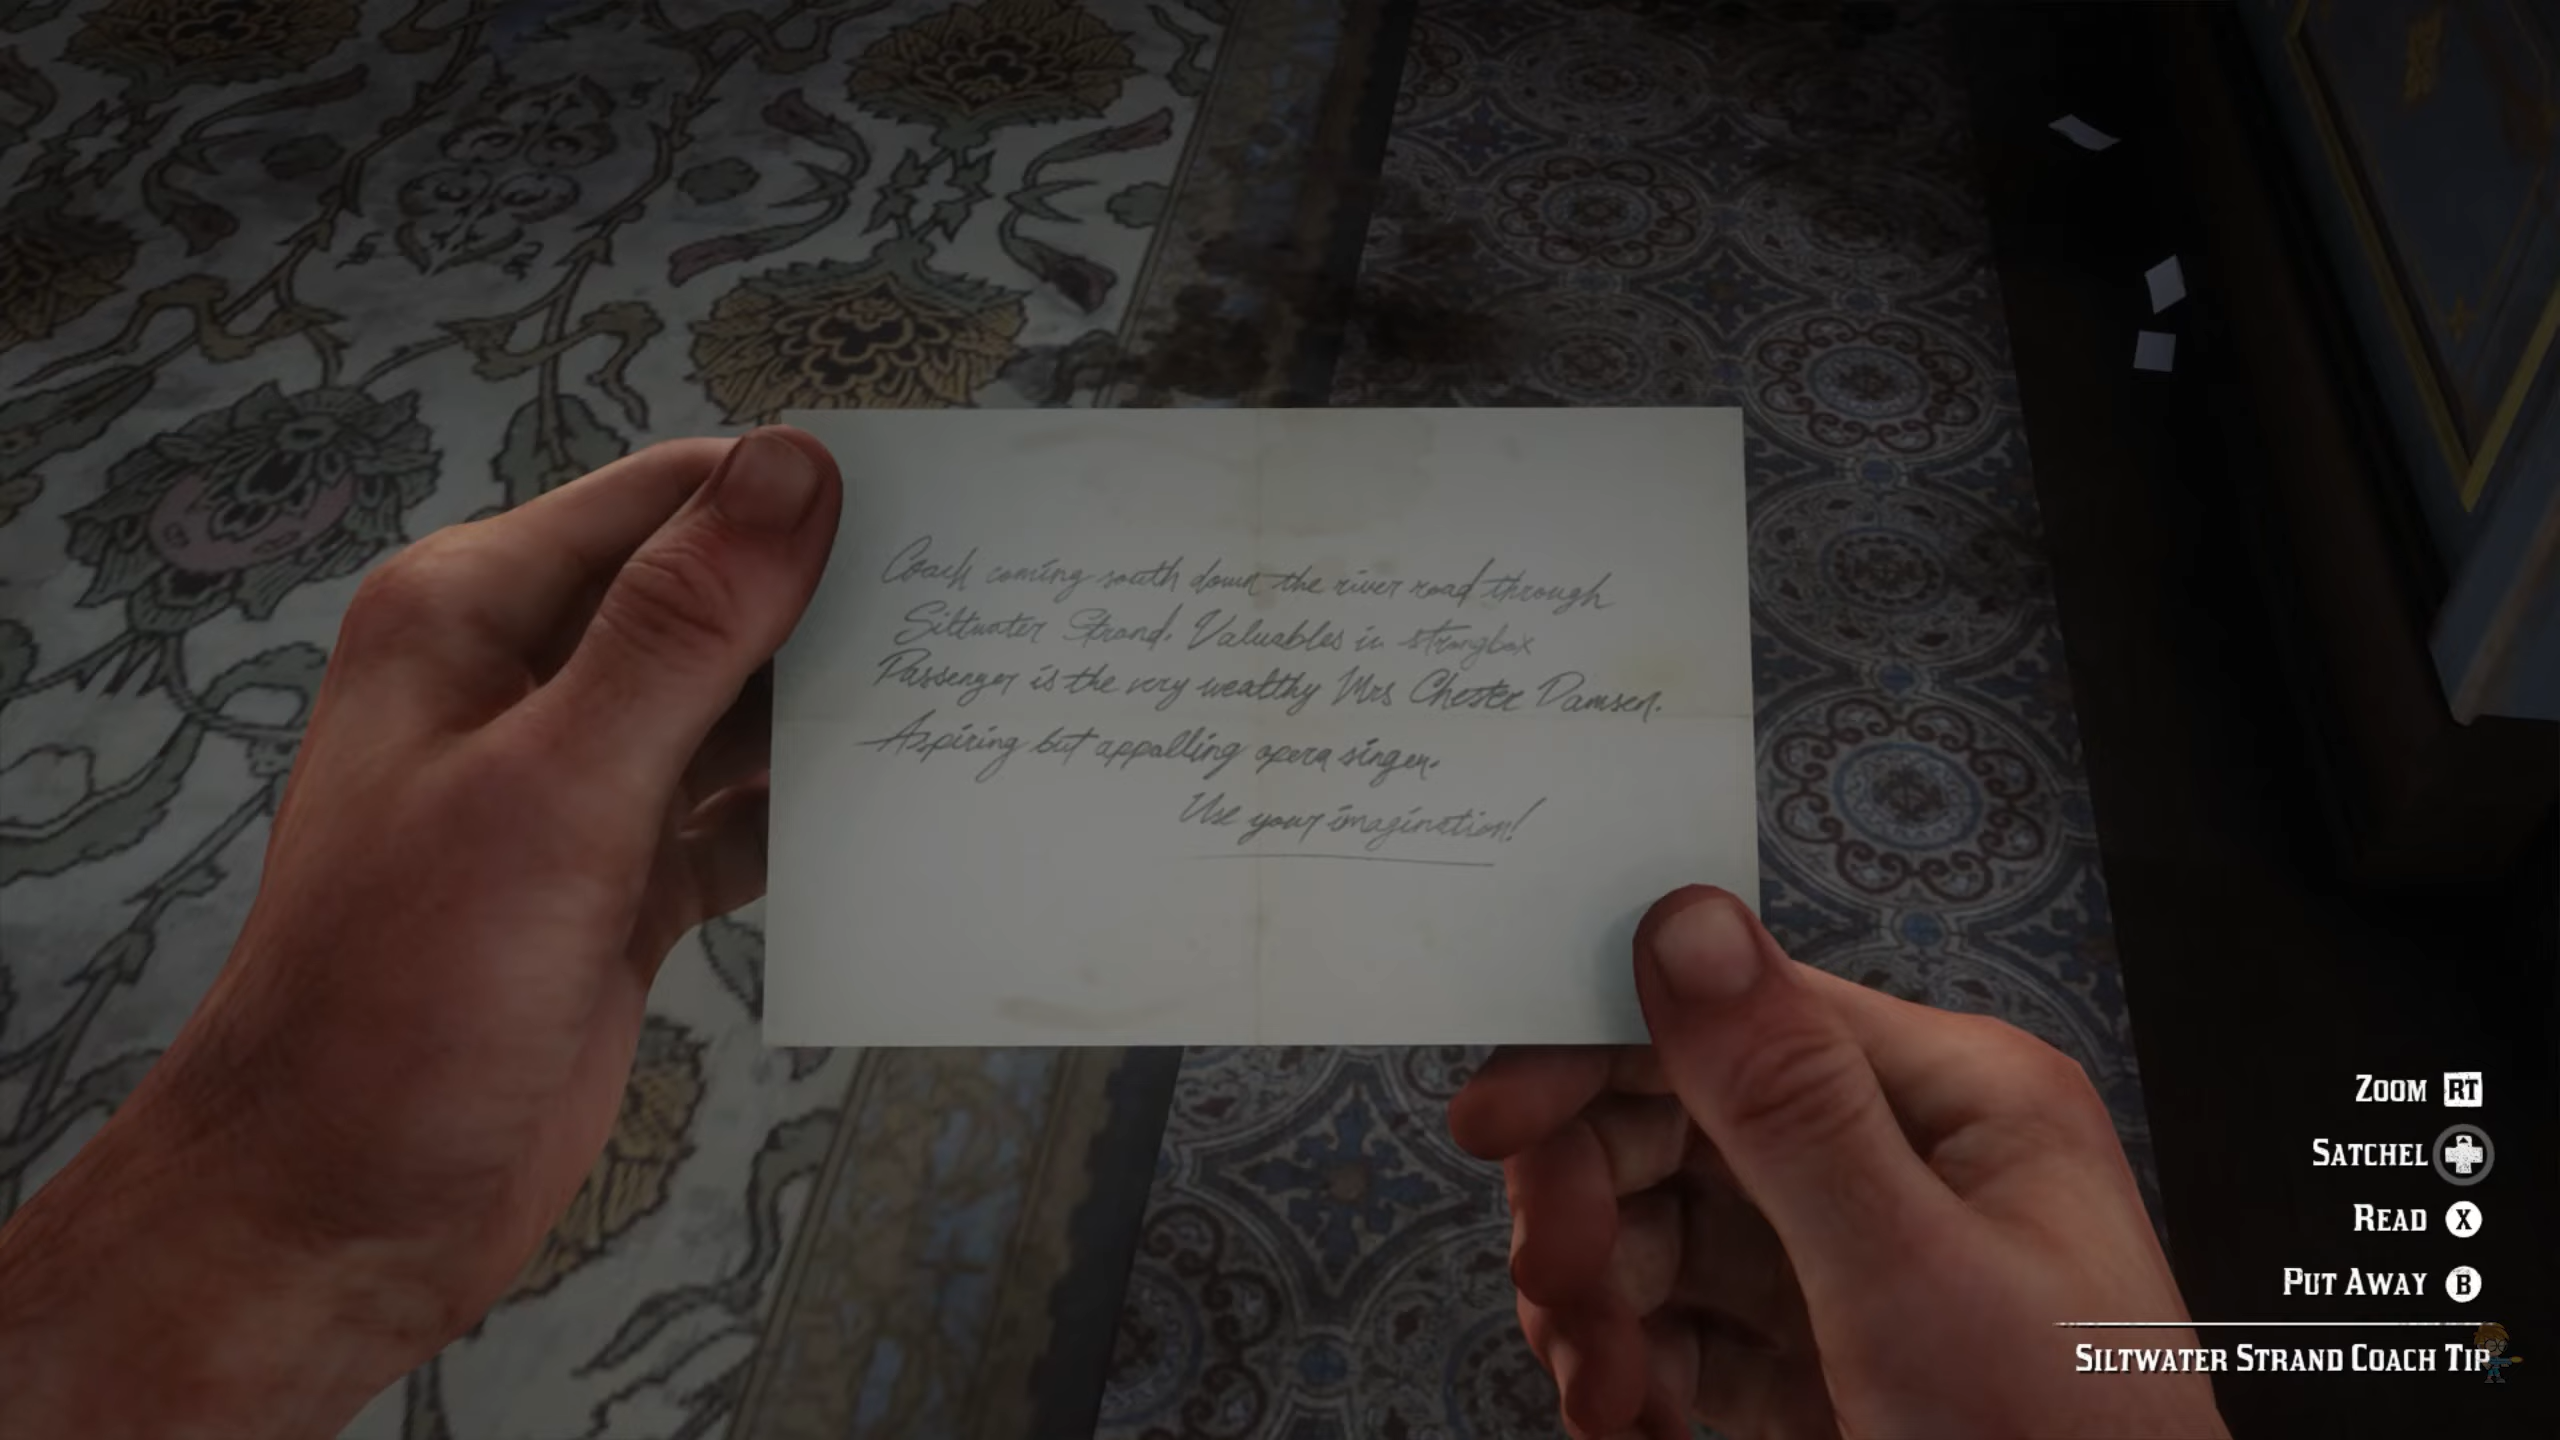 Coach coming south down the river road through
Siltwater Strand. Valuables in strongbox
Passenger is the very wealthy Mrs Chester Damsen.
Aspiring but appalling opera singer.
Use your imagination!
ZOOM RT
SATCHEL
READ X
PUT AWAY B
SILTWATER STRAND COACH TIP